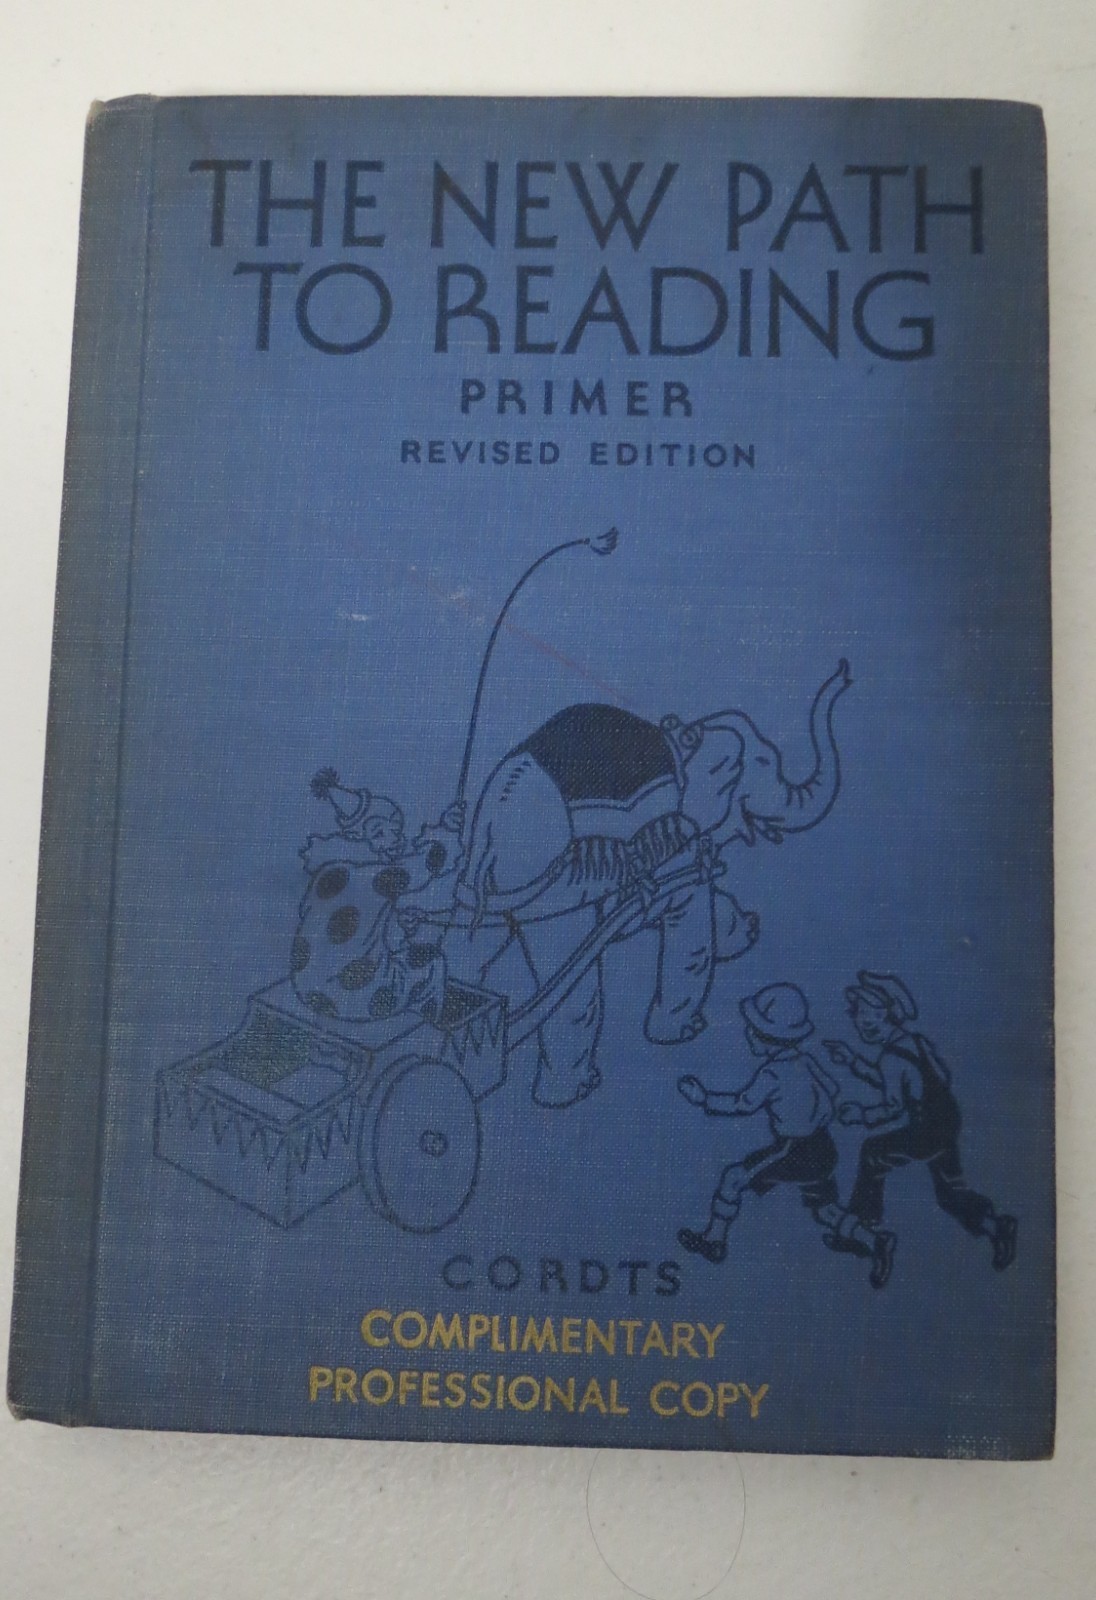 THE NEW PATH
TO READING
PRIMER
REVISED EDITION
CORDTS
COMPLIMENTARY
PROFESSIONAL COPY